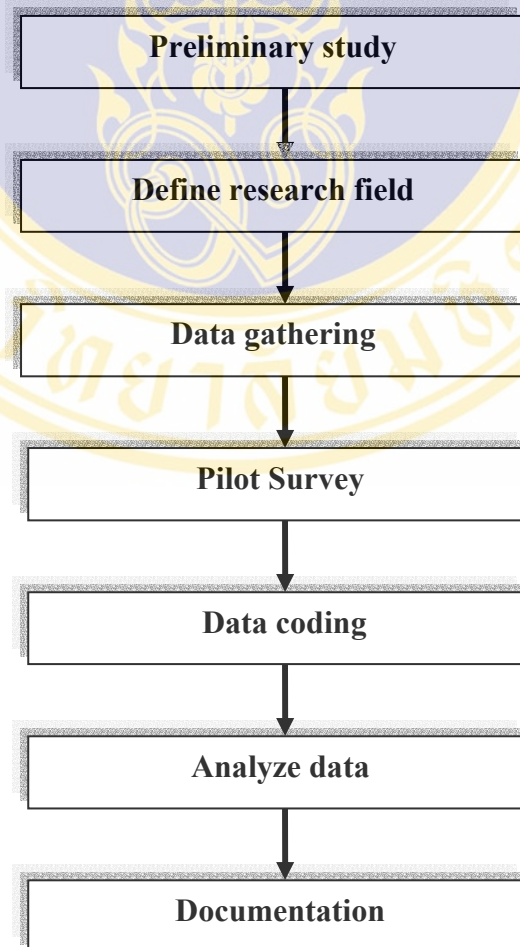 Preliminary study
Define research field
Data gathering
Pilot Survey
Data coding
Analyze data
Documentation